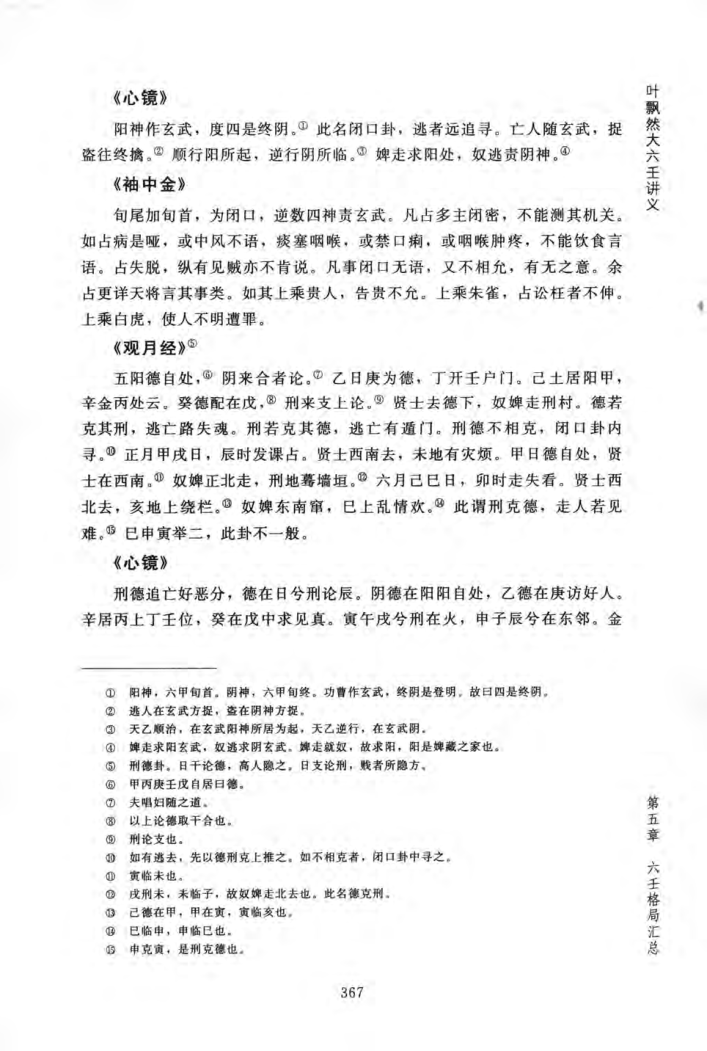 叶飘然大六壬讲义
《心镜》
阳神作玄武，度四是终阴。① 此名闭口卦，逃者远追寻。亡人随玄武，捉
盗往终擒。② 顺行阳所起，逆行阴所临。③ 婢走求阳处，奴逃责阴神。④
《袖中金》
旬尾加旬首，为闭口，逆数四神责玄武。凡占多主闭密，不能测其机关。
如占病是哑，或中风不语，痰塞咽喉，或禁口痢，或咽喉肿疼，不能饮食言
语。占失脱，纵有见贼亦不肯说。凡事闭口无语，又不相允，有无之意。余
占更详天将言其事类。如其上乘贵人，告贵不允。上乘朱雀，占讼枉者不伸。
上乘白虎，使人不明遭罪。
《观月经》⑤
五阳德自处，⑥ 阴来合者论。⑦ 乙日庚为德，丁开壬户门。己土居阳甲，
辛金丙处云。癸德配在戊，⑧ 刑来支上论。⑨ 贤士去德下，奴婢走刑村。德若
克其刑，逃亡路失魂。刑若克其德，逃亡有遁门。刑德不相克，闭口卦内
寻。⑩ 正月甲戌日，辰时发课占。贤士西南去，未地有灾烦。甲日德自处，贤
士在西南。⑪ 奴婢正北走，刑地蓦墙垣。⑫ 六月己巳日，卯时走失看。贤士西
北去，亥地上绕栏。⑬ 奴婢东南窜，巳上乱情欢。⑭ 此谓刑克德，走人若见
难。⑮ 巳申寅举二，此卦不一般。
《心镜》
刑德追亡好恶分，德在日兮刑论辰。阴德在阳阳自处，乙德在庚访好人。
辛居丙上丁壬位，癸在戊中求见真。寅午戌兮刑在火，申子辰兮在东邻。金
① 阳神，六甲旬首。阴神，六甲旬终。功曹作玄武，终阴是登明。故曰四是终阴。
② 逃人在玄武方捉，盗在阴神方捉。
③ 天乙顺治，在玄武阳神所居为起，天乙逆行，在玄武阴。
④ 婢走求阳玄武，奴逃求阴玄武。婢走就奴，故求阳，阳是婢藏之家也。
⑤ 刑德卦。日干论德，高人隐之。日支论刑，贱者所隐方。
⑥ 甲丙庚壬戊自居曰德。
⑦ 夫唱妇随之道。
⑧ 以上论德取干合也。
⑨ 刑论支也。
⑩ 如有逃去，先以德刑克上推之。如不相克者，闭口卦中寻之。
⑪ 寅临未也。
⑫ 戌刑未，未临子，故奴婢走北去也。此名德克刑。
⑬ 己德在甲，甲在寅，寅临亥也。
⑭ 巳临申，申临巳也。
⑮ 申克寅，是刑克德也。
第五章 六壬格局汇总
367